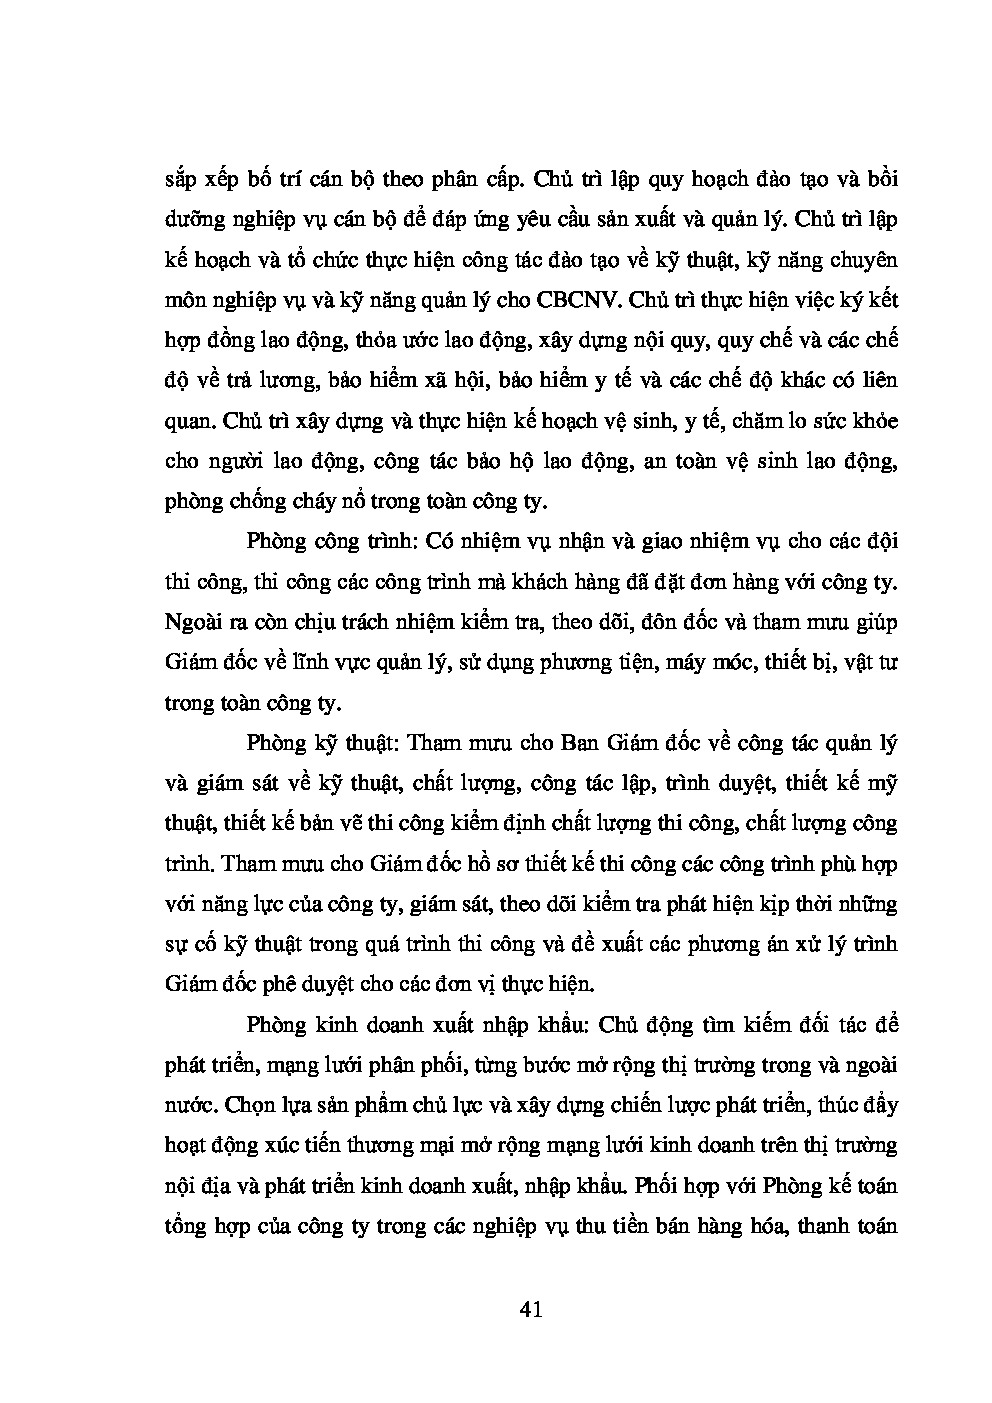 sắp xếp bố trí cán bộ theo phân cấp. Chủ trì lập quy hoạch đào tạo và bồi
dưỡng nghiệp vụ cán bộ để đáp ứng yêu cầu sản xuất và quản lý. Chủ trì lập
kế hoạch và tổ chức thực hiện công tác đào tạo về kỹ thuật, kỹ năng chuyên
môn nghiệp vụ và kỹ năng quản lý cho CBCNV. Chủ trì thực hiện việc ký kết
hợp đồng lao động, thỏa ước lao động, xây dựng nội quy, quy chế và các chế
độ về trả lương, bảo hiểm xã hội, bảo hiểm y tế và các chế độ khác có liên
quan. Chủ trì xây dựng và thực hiện kế hoạch vệ sinh, y tế, chăm lo sức khỏe
cho người lao động, công tác bảo hộ lao động, an toàn vệ sinh lao động,
phòng chống cháy nổ trong toàn công ty.
Phòng công trình: Có nhiệm vụ nhận và giao nhiệm vụ cho các đội
thi công, thi công các công trình mà khách hàng đã đặt đơn hàng với công ty.
Ngoài ra còn chịu trách nhiệm kiểm tra, theo dõi, đôn đốc và tham mưu giúp
Giám đốc về lĩnh vực quản lý, sử dụng phương tiện, máy móc, thiết bị, vật tư
trong toàn công ty.
Phòng kỹ thuật: Tham mưu cho Ban Giám đốc về công tác quản lý
và giám sát về kỹ thuật, chất lượng, công tác lập, trình duyệt, thiết kế mỹ
thuật, thiết kế bản vẽ thi công kiểm định chất lượng thi công, chất lượng công
trình. Tham mưu cho Giám đốc hồ sơ thiết kế thi công các công trình phù hợp
với năng lực của công ty, giám sát, theo dõi kiểm tra phát hiện kịp thời những
sự cố kỹ thuật trong quá trình thi công và đề xuất các phương án xử lý trình
Giám đốc phê duyệt cho các đơn vị thực hiện.
Phòng kinh doanh xuất nhập khẩu: Chủ động tìm kiếm đối tác để
phát triển, mạng lưới phân phối, từng bước mở rộng thị trường trong và ngoài
nước. Chọn lựa sản phẩm chủ lực và xây dựng chiến lược phát triển, thúc đẩy
hoạt động xúc tiến thương mại mở rộng mạng lưới kinh doanh trên thị trường
nội địa và phát triển kinh doanh xuất, nhập khẩu. Phối hợp với Phòng kế toán
tổng hợp của công ty trong các nghiệp vụ thu tiền bán hàng hóa, thanh toán
41